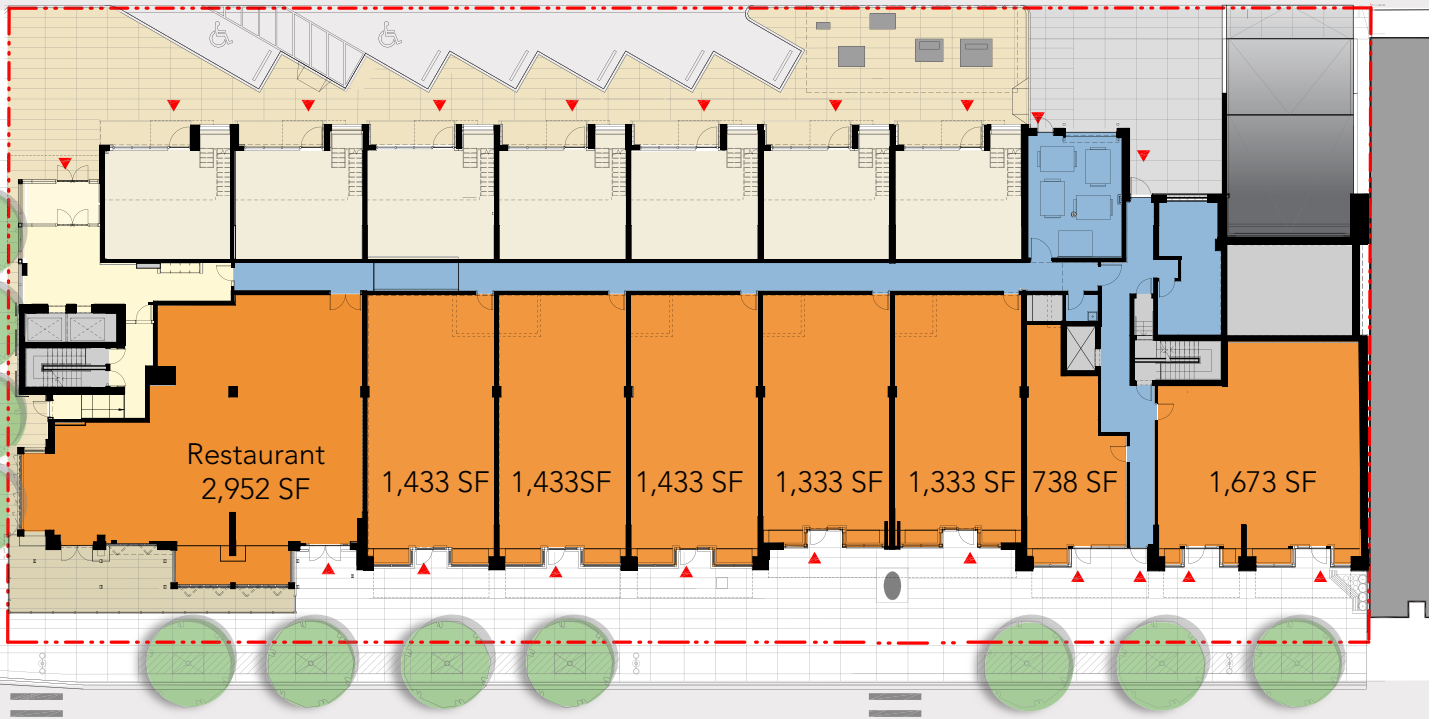 Restaurant
2,952 SF
1,433 SF
1,433SF
1,433 SF
1,333 SF
1,333 SF
738 SF
1,673 SF